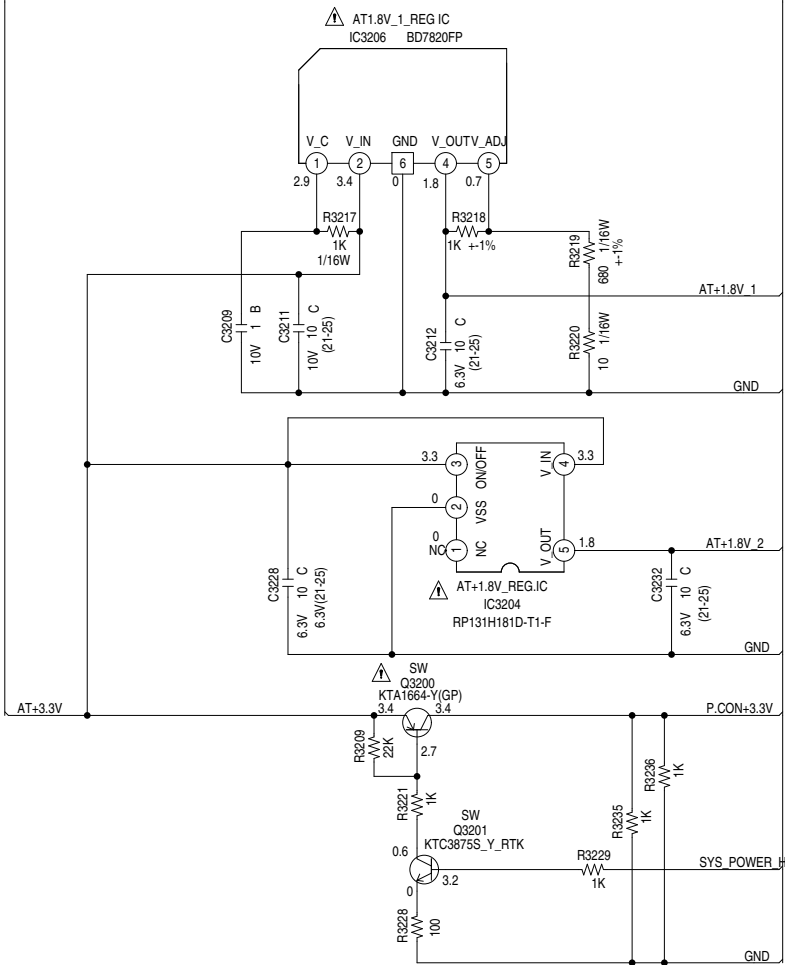 AT1.8V_1_REG IC
IC3206 BD7820FP
V_C V_IN GND V_OUT V_ADJ
1 2 6 4 5
2.9 3.4 0 1.8 0.7
R3217
1K
1/16W
R3218
1K +-1%
R3219
680 1/16W
+-1%
AT+1.8V_1
C3209
10V 1 B
C3211
10V 10 C
(21-25)
C3212
6.3V 10 C
(21-25)
R3220
10 1/16W
GND
3.3 3 ON/OFF V_IN 4 3.3
0 2 VSS
0
NC 1 NC V_OUT 5 1.8 AT+1.8V_2
C3228
6.3V 10 C
6.3V(21-25)
AT+1.8V_REG.IC
IC3204
RP131H181D-T1-F
C3232
6.3V 10 C
(21-25)
GND
SW
Q3200
KTA1664-Y(GP)
AT+3.3V 3.4 3.4 P.CON+3.3V
R3209
22K
2.7
R3221
1K
R3235
1K
R3236
1K
SW
Q3201
KTC3875S_Y_RTK
0.6
3.2
0
R3229
1K
SYS_POWER_H
R3228
100
GND